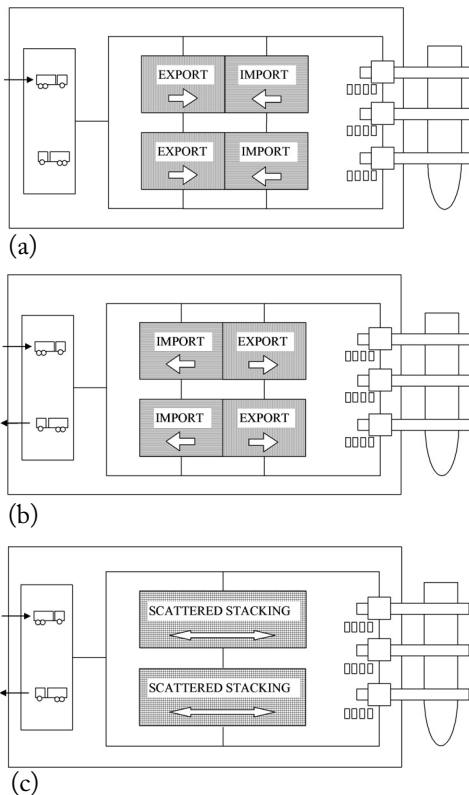 EXPORT IMPORT
EXPORT IMPORT
(a)
IMPORT EXPORT
IMPORT EXPORT
(b)
SCATTERED STACKING
SCATTERED STACKING
(c)